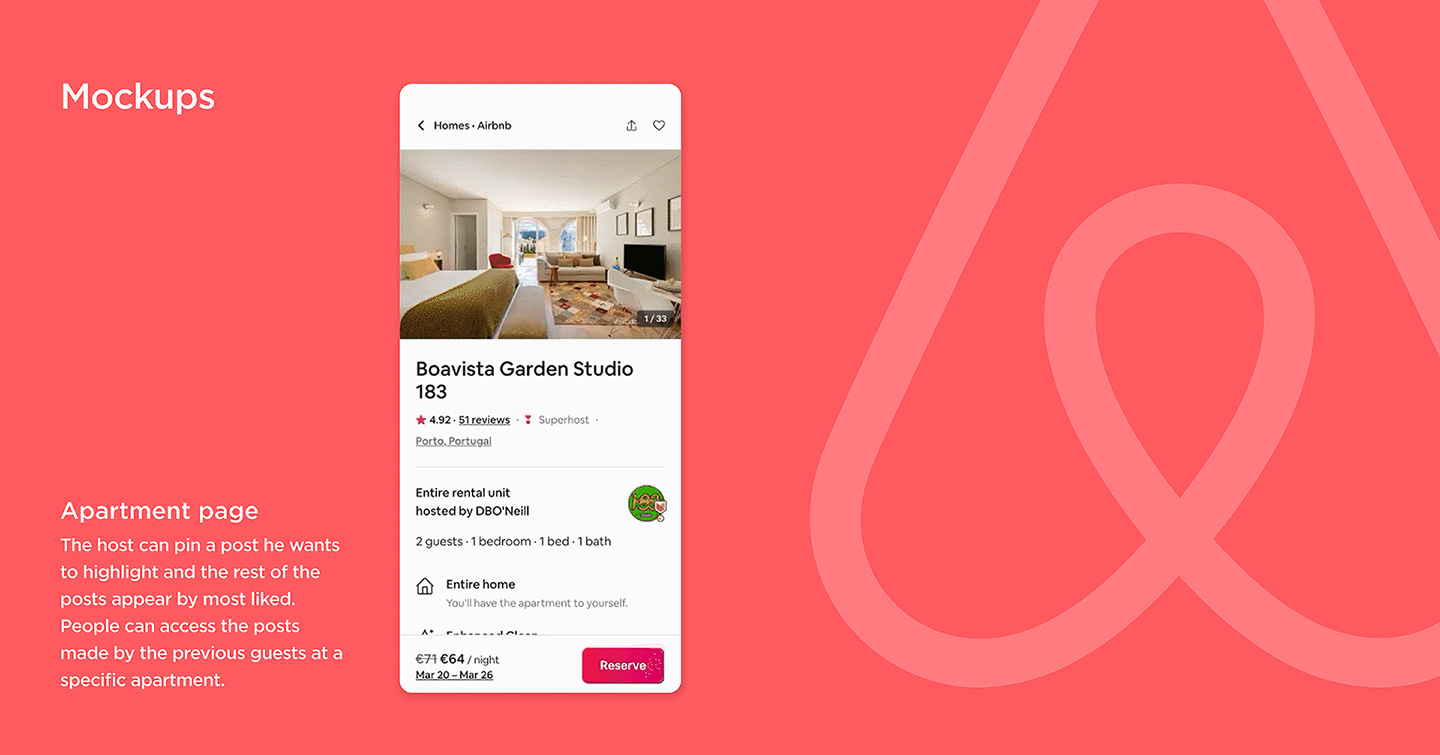 Mockups
Homes · Airbnb
1 / 33
Boavista Garden Studio
183
4.92 · 51 reviews · Superhost ·
Porto, Portugal
Entire rental unit
hosted by DBO'Neill
2 guests · 1 bedroom · 1 bed · 1 bath
Entire home
You'll have the apartment to yourself.
Enhanced Clean
€71 €64 / night
Mar 20 – Mar 26
Reserve
Apartment page
The host can pin a post he wants
to highlight and the rest of the
posts appear by most liked.
People can access the posts
made by the previous guests at a
specific apartment.